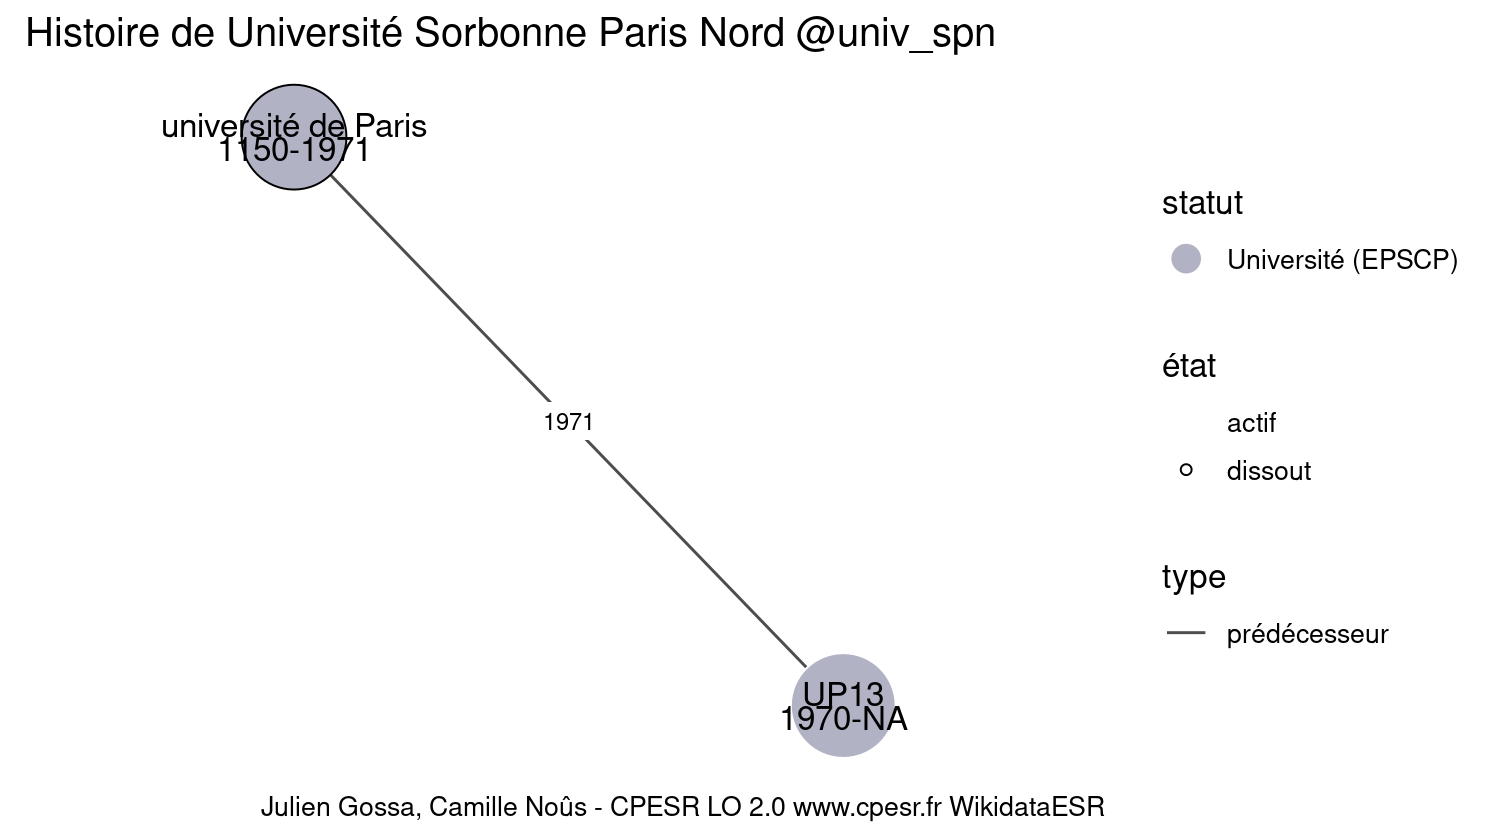 Histoire de Université Sorbonne Paris Nord @univ_spn
université de Paris
1150-1971
1971
UP13
1970-NA
statut
Université (EPSCP)
état
actif
dissout
type
prédécesseur
Julien Gossa, Camille Noûs - CPESR LO 2.0 www.cpesr.fr WikidataESR